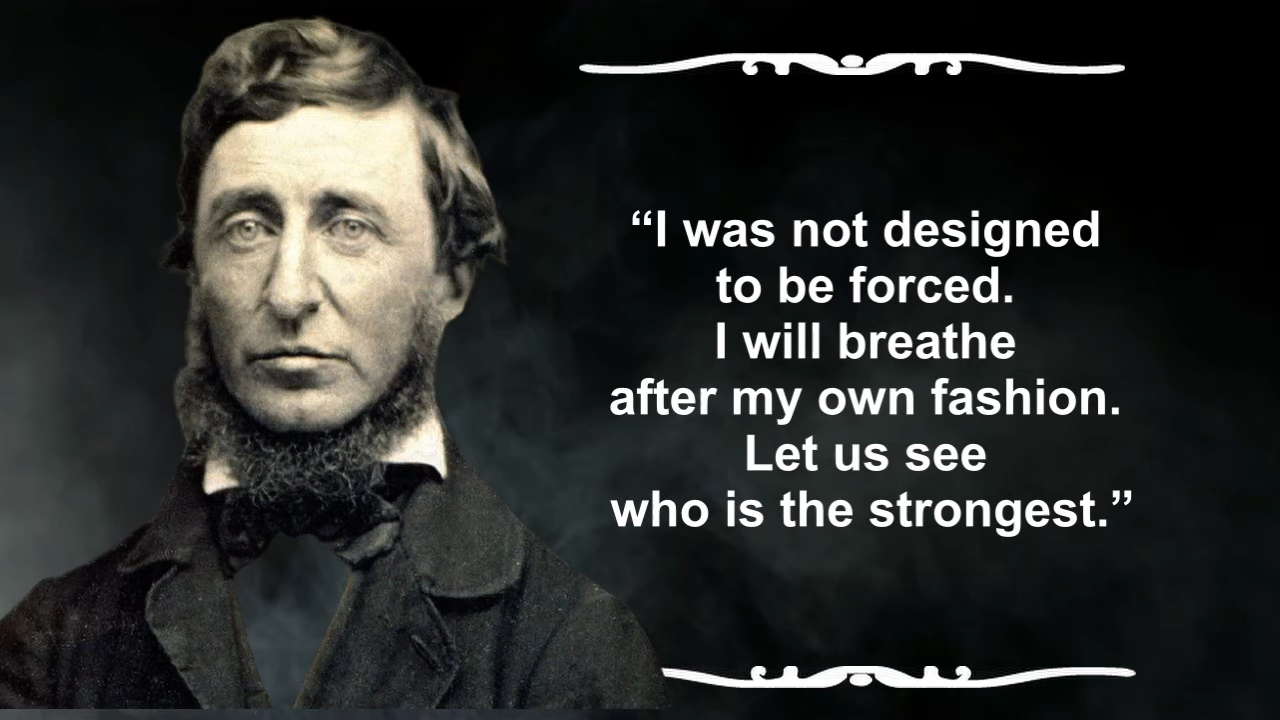 “I was not designed
to be forced.
I will breathe
after my own fashion.
Let us see
who is the strongest.”